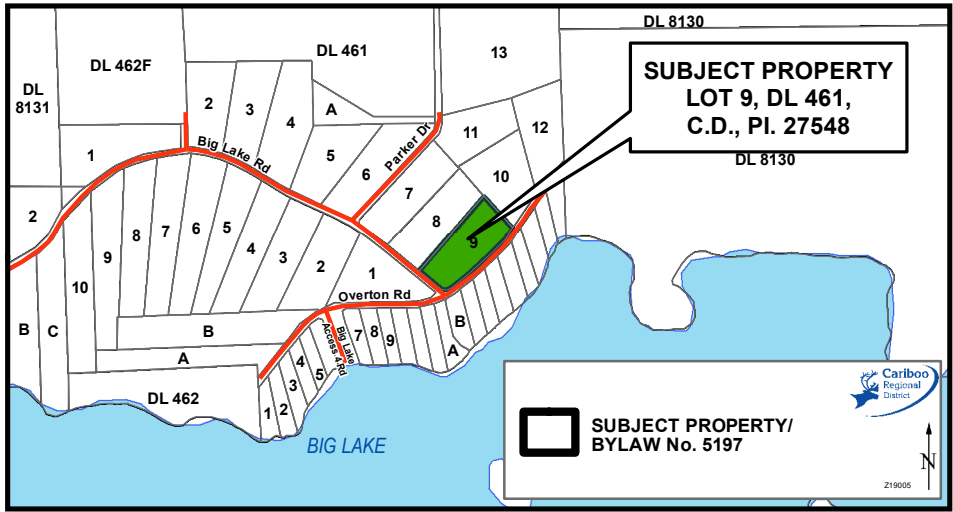 DL 8130
DL 461
13
DL 462F
DL
8131
2
3
4
A
SUBJECT PROPERTY
LOT 9, DL 461,
C.D., Pl. 27548
DL 8130
Big Lake Rd
Parker Dr
11
12
1
5
6
7
10
8
9
2
9
8
7
6
5
4
3
2
1
10
Overton Rd
B
C
B
A
Big Lake
Access 4 Rd
7
8
9
B
A
1
2
3
4
5
DL 462
BIG LAKE
Cariboo
Regional
District
SUBJECT PROPERTY/
BYLAW No. 5197
N
Z19005